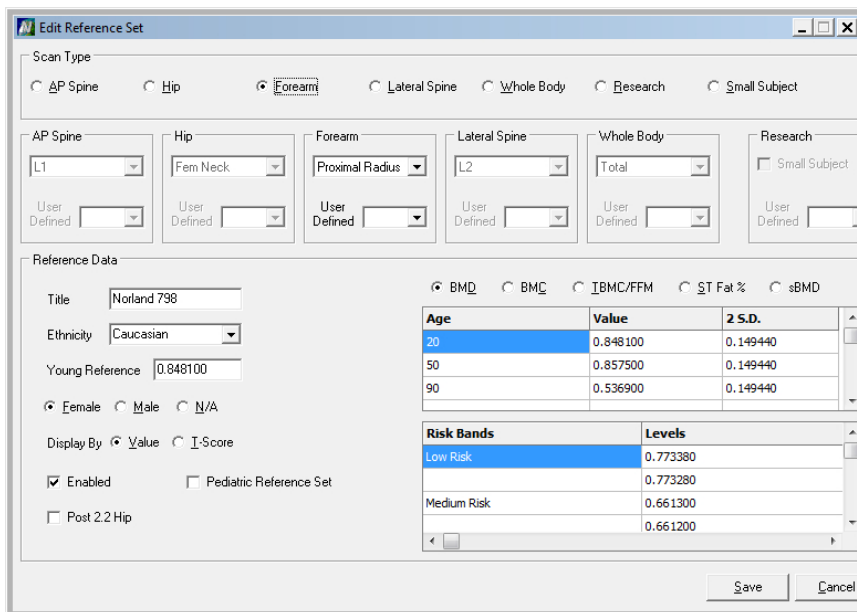 Edit Reference Set
Scan Type
AP Spine Hip Forearm Lateral Spine Whole Body Research Small Subject
AP Spine Hip Forearm Lateral Spine Whole Body Research
L1 Fem Neck Proximal Radius L2 Total Small Subject
User Defined User Defined User Defined User Defined User Defined User Defined
Reference Data
BMD BMC TBMC/FFM ST Fat % sBMD
Title Norland 798
Ethnicity Caucasian
Young Reference 0.848100
Female Male N/A
Display By Value T-Score
Enabled Pediatric Reference Set
Post 2.2 Hip
Age Value 2 S.D.
20 0.848100 0.149440
50 0.857500 0.149440
90 0.536900 0.149440
Risk Bands Levels
Low Risk 0.773380
0.773280
Medium Risk 0.661300
0.661200
Save Cancel